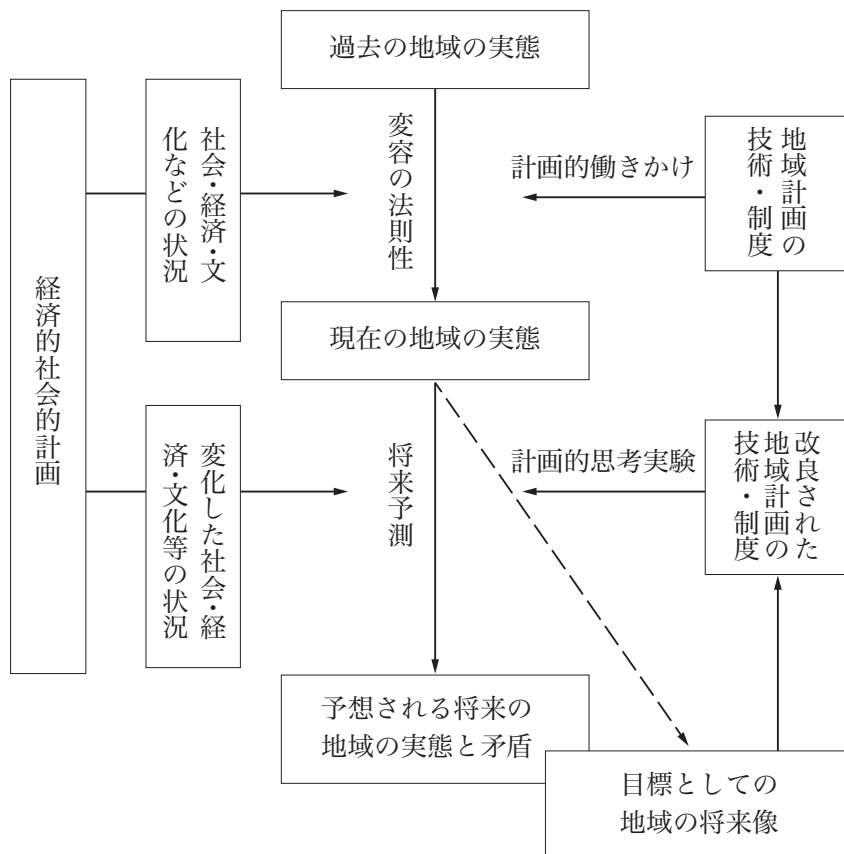 過去の地域の実態
経済的社会的計画
社会・経済・文
化などの状況
変容の法則性
計画的働きかけ
地域計画の
技術・制度
現在の地域の実態
変化した社会・経
済・文化等の状況
将来予測
計画的思考実験
改良された
地域計画の
技術・制度
予想される将来の
地域の実態と矛盾
目標としての
地域の将来像